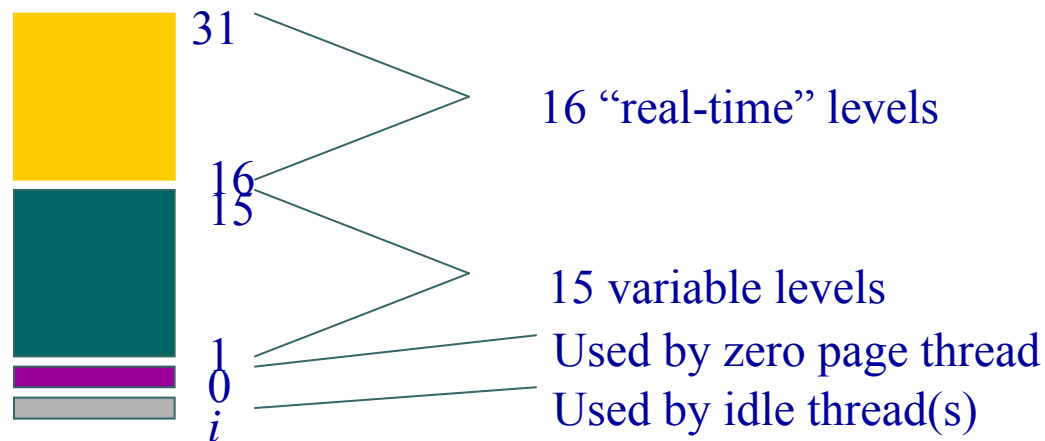 31
16 “real-time” levels
16
15
15 variable levels
1
Used by zero page thread
0
Used by idle thread(s)
i